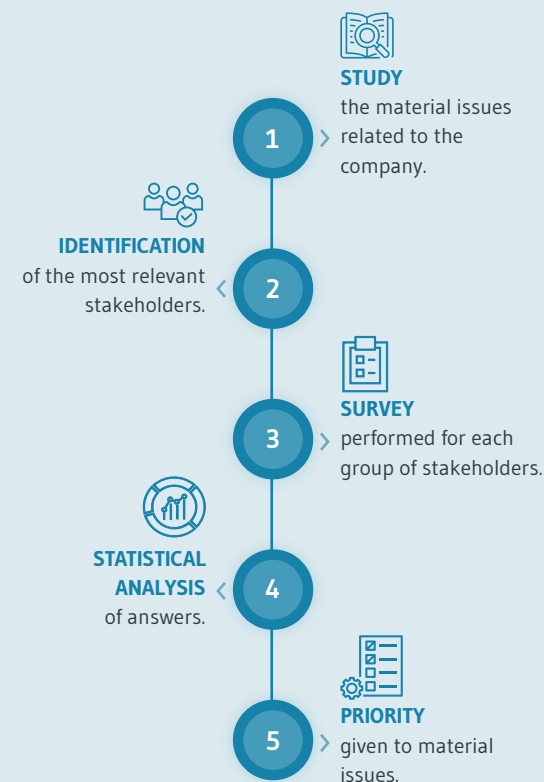 STUDY
the material issues
related to the
company.
1
IDENTIFICATION
of the most relevant
stakeholders.
2
SURVEY
performed for each
group of stakeholders.
3
STATISTICAL
ANALYSIS
of answers.
4
PRIORITY
given to material
issues.
5